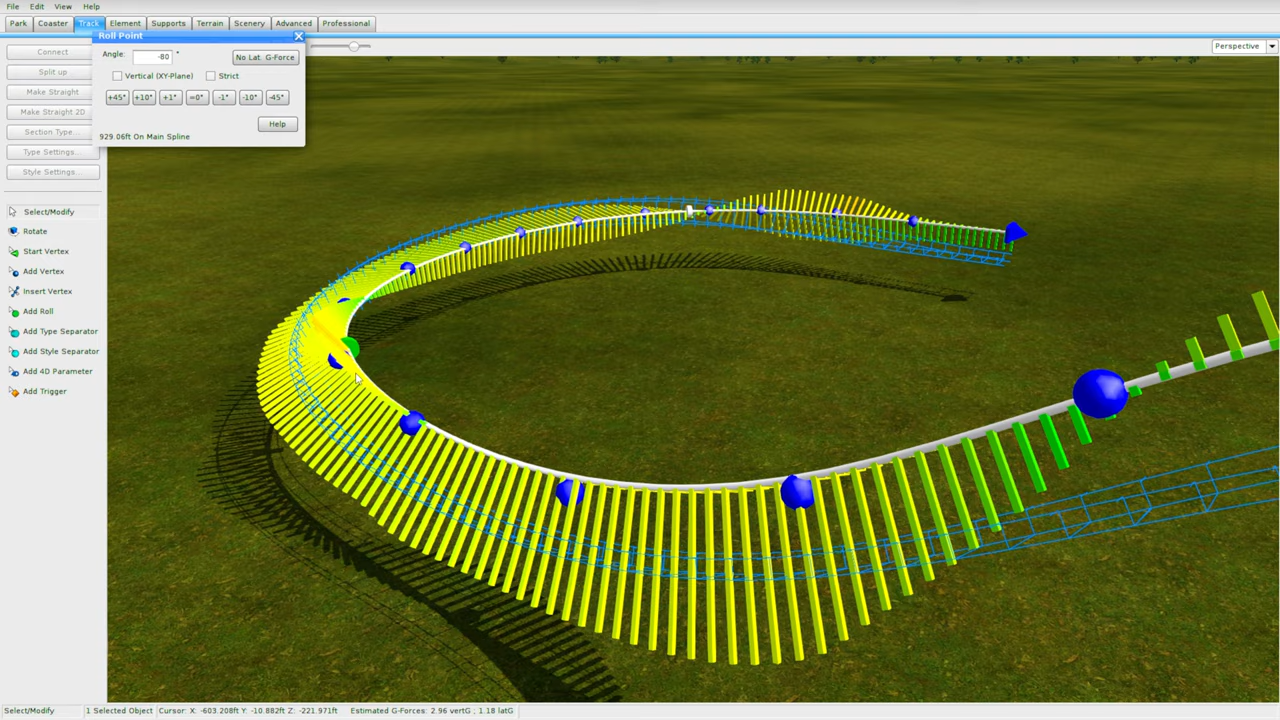 File Edit View Help
Park Coaster Track Element Supports Terrain Scenery Advanced Professional
Roll Point
Angle: -80 ° No Lat. G-Force
Vertical (XY-Plane) Strict
+45° +10° +1° =0° -1° -10° -45°
Help
929.06ft On Main Spline
Perspective
Connect
Split up
Make Straight
Make Straight 2D
Section Type...
Type Settings...
Style Settings...
Select/Modify
Rotate
Start Vertex
Add Vertex
Insert Vertex
Add Roll
Add Type Separator
Add Style Separator
Add 4D Parameter
Add Trigger
Select/Modify 1 Selected Object Cursor: X: -603.208ft Y: -10.882ft Z: -221.971ft Estimated G-Forces: 2.96 vertG , 1.18 latG